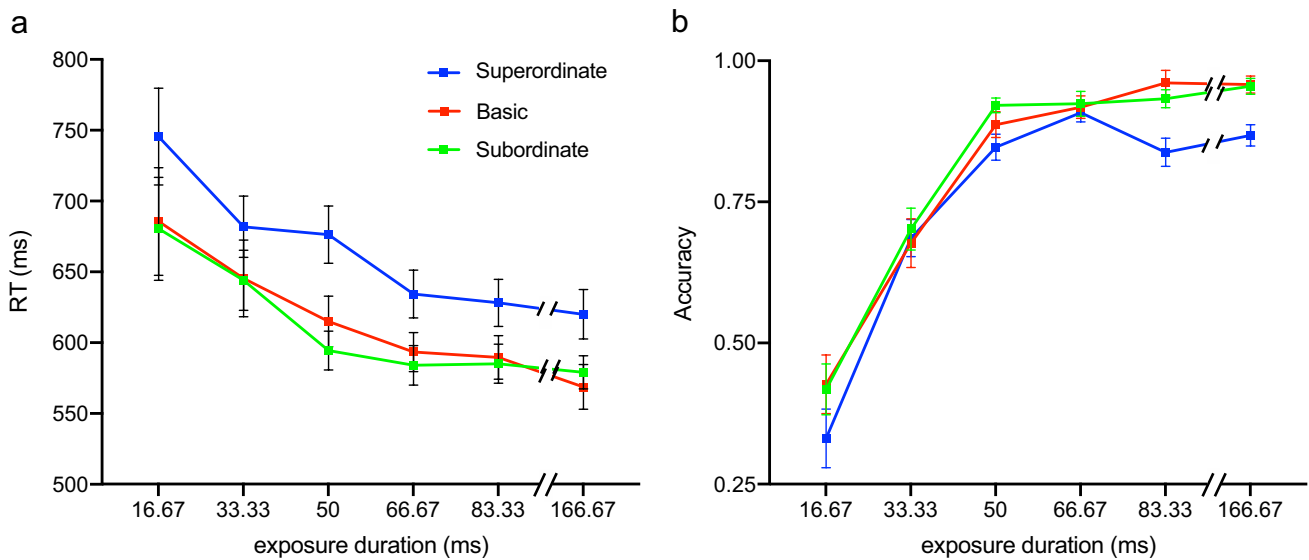 a
800
750
700
650
600
550
500
RT (ms)
Superordinate
Basic
Subordinate
16.67 33.33 50 66.67 83.33 166.67
exposure duration (ms)
b
1.00
0.75
0.50
0.25
Accuracy
16.67 33.33 50 66.67 83.33 166.67
exposure duration (ms)